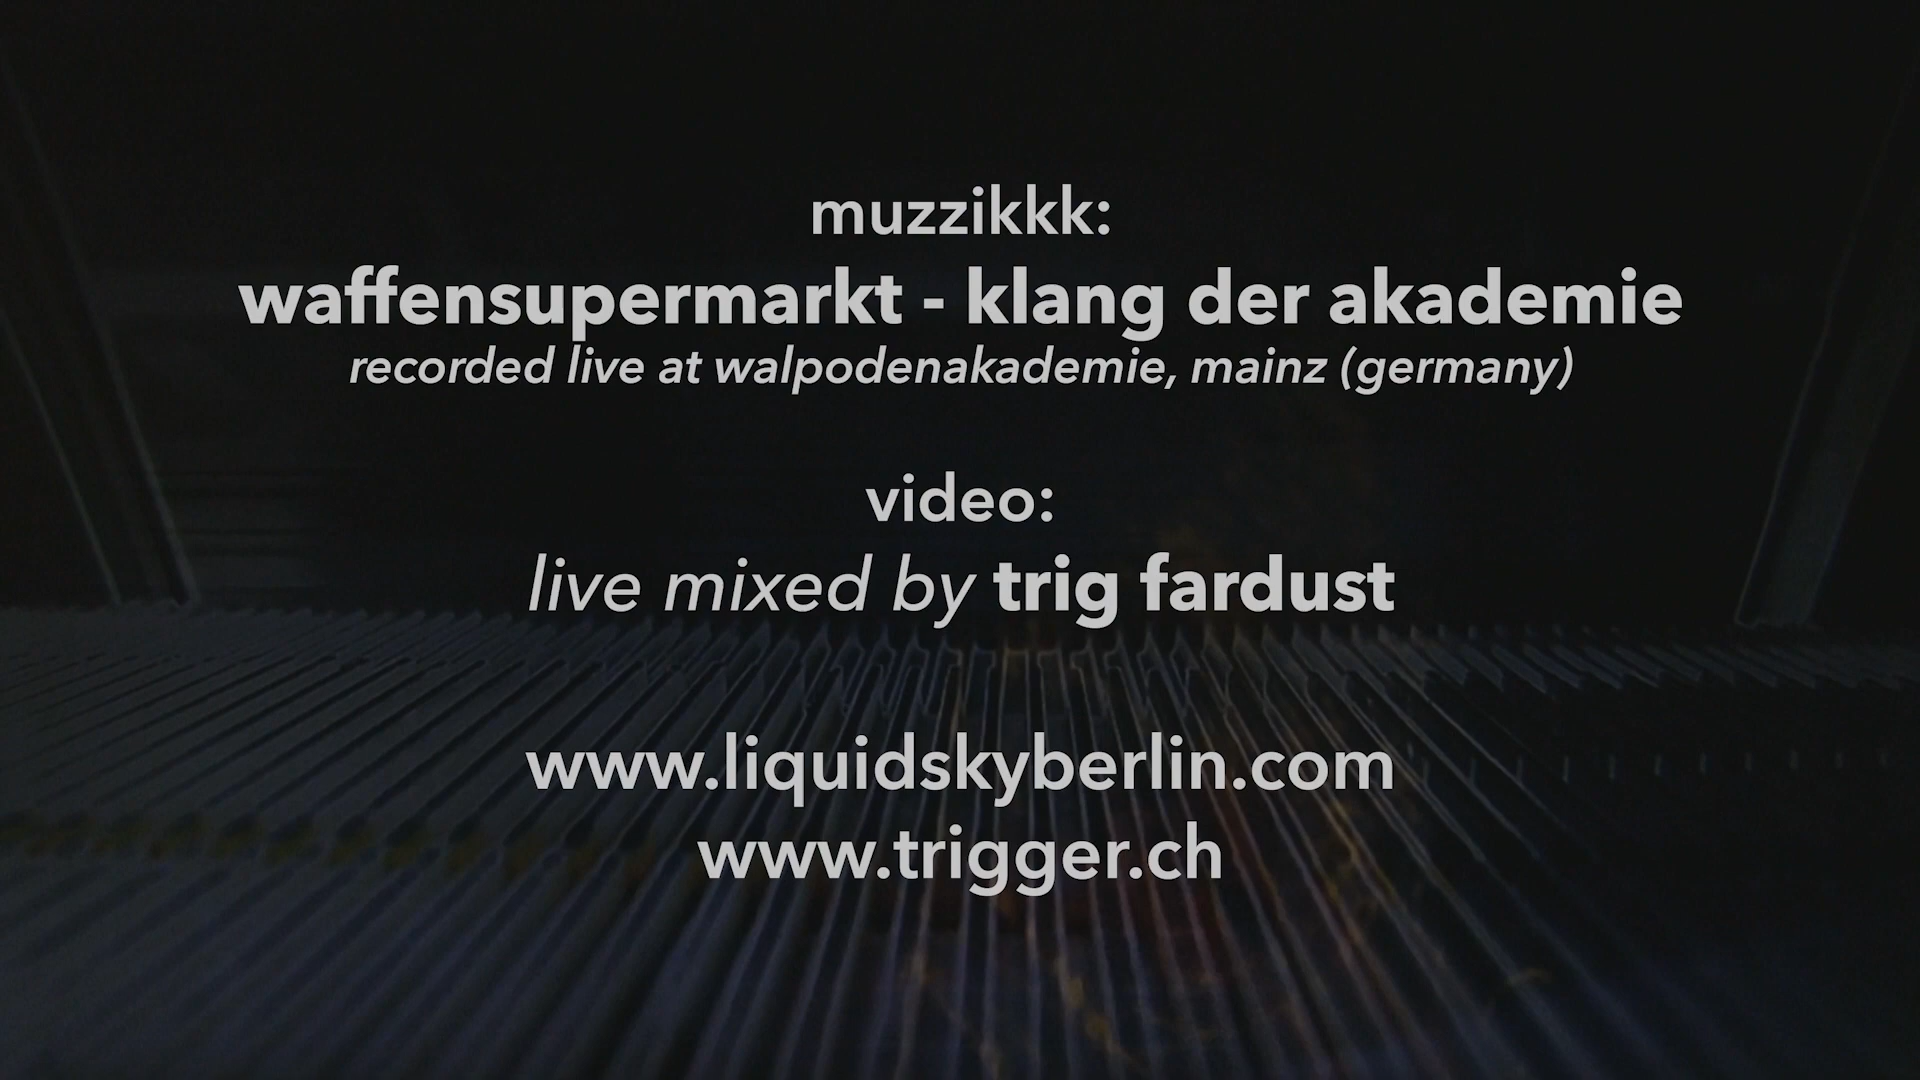 muzzikkk:
waffensupermarkt - klang der akademie
recorded live at walpodenakademie, mainz (germany)
video:
live mixed by trig fardust
www.liquidskyberlin.com
www.trigger.ch